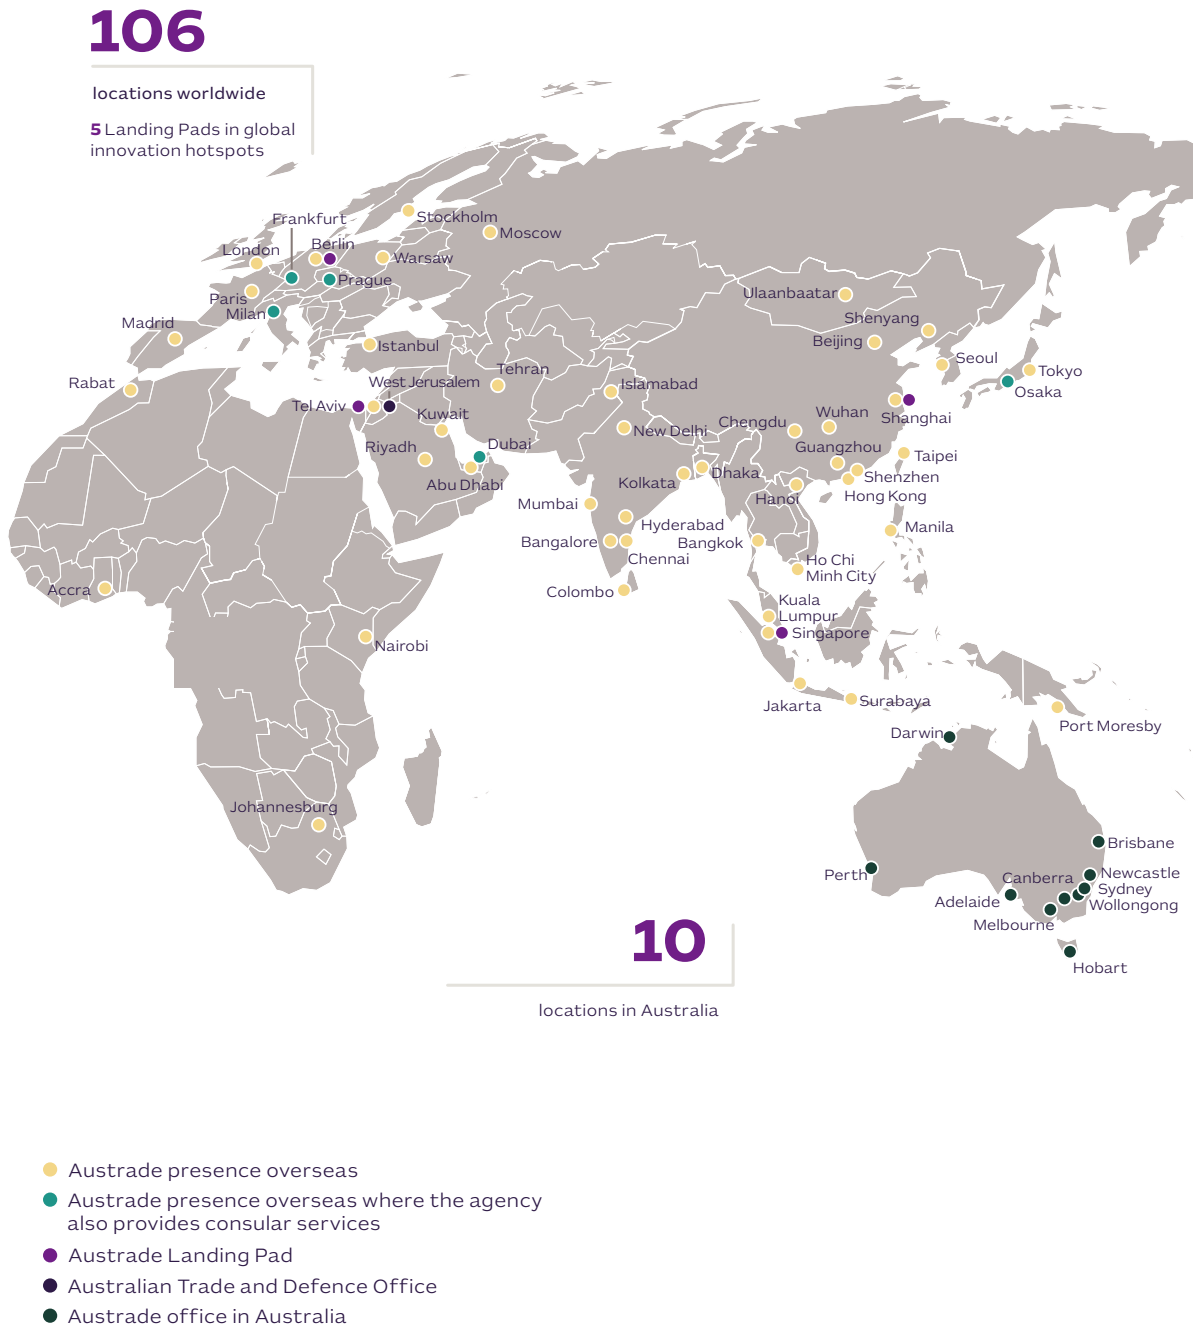 106
locations worldwide
5 Landing Pads in global
innovation hotspots
Stockholm
Frankfurt
Moscow
Berlin
London
Warsaw
Prague
Paris
Milan
Madrid
Istanbul
Rabat
Tehran
West Jerusalem
Tel Aviv
Kuwait
Riyadh
Dubai
Abu Dhabi
Islamabad
New Delhi
Kolkata
Dhaka
Mumbai
Hyderabad
Bangalore
Chennai
Colombo
Ulaanbaatar
Shenyang
Beijing
Seoul
Tokyo
Osaka
Shanghai
Wuhan
Chengdu
Guangzhou
Taipei
Shenzhen
Hong Kong
Hanoi
Manila
Bangkok
Ho Chi
Minh City
Kuala
Lumpur
Singapore
Jakarta
Surabaya
Port Moresby
Accra
Nairobi
Johannesburg
Darwin
Brisbane
Perth
Newcastle
Canberra
Sydney
Wollongong
Adelaide
Melbourne
Hobart
10
locations in Australia
Austrade presence overseas
Austrade presence overseas where the agency
also provides consular services
Austrade Landing Pad
Australian Trade and Defence Office
Austrade office in Australia